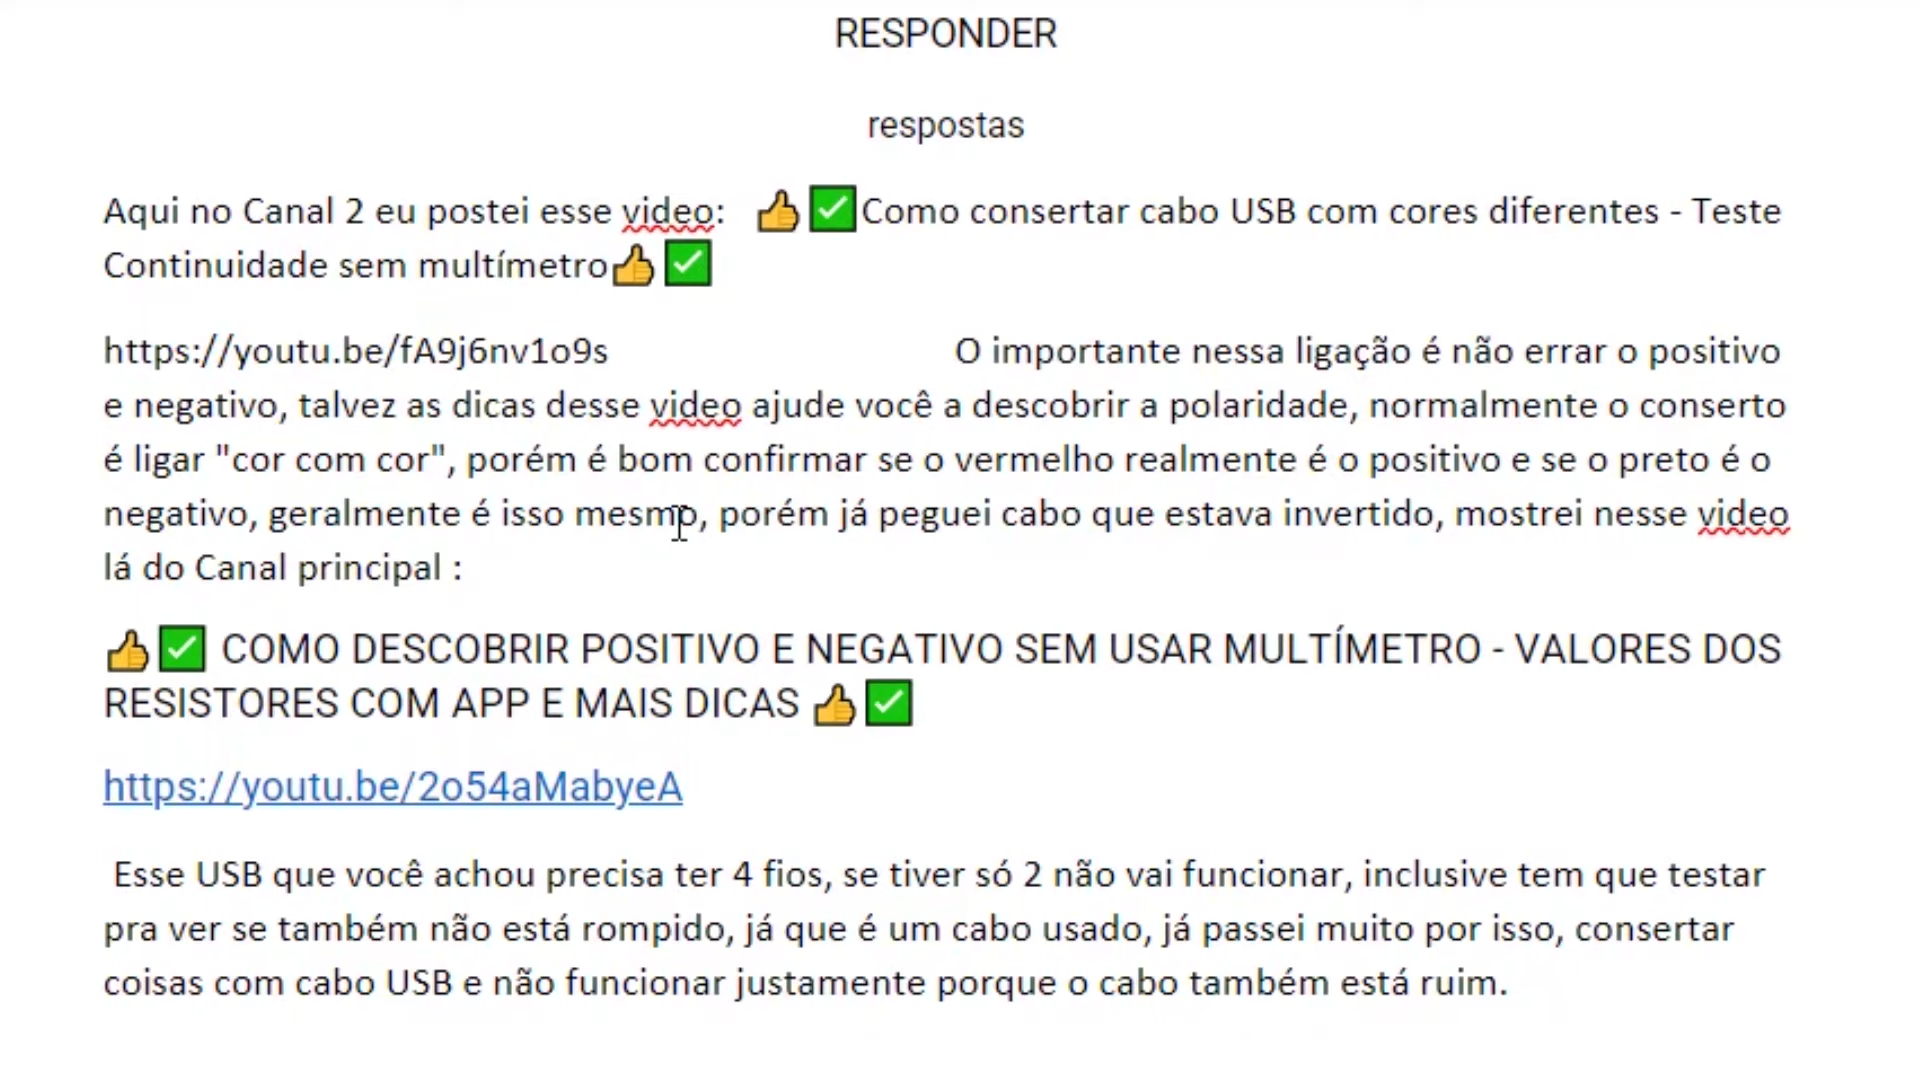 RESPONDER
respostas
Aqui no Canal 2 eu postei esse video: 👍✅Como consertar cabo USB com cores diferentes - Teste
Continuidade sem multímetro👍✅
https://youtu.be/fA9j6nv1o9s O importante nessa ligação é não errar o positivo
e negativo, talvez as dicas desse video ajude você a descobrir a polaridade, normalmente o conserto
é ligar "cor com cor", porém é bom confirmar se o vermelho realmente é o positivo e se o preto é o
negativo, geralmente é isso mesmo, porém já peguei cabo que estava invertido, mostrei nesse video
lá do Canal principal :
👍✅ COMO DESCOBRIR POSITIVO E NEGATIVO SEM USAR MULTÍMETRO - VALORES DOS
RESISTORES COM APP E MAIS DICAS 👍✅
https://youtu.be/2o54aMabyeA
Esse USB que você achou precisa ter 4 fios, se tiver só 2 não vai funcionar, inclusive tem que testar
pra ver se também não está rompido, já que é um cabo usado, já passei muito por isso, consertar
coisas com cabo USB e não funcionar justamente porque o cabo também está ruim.